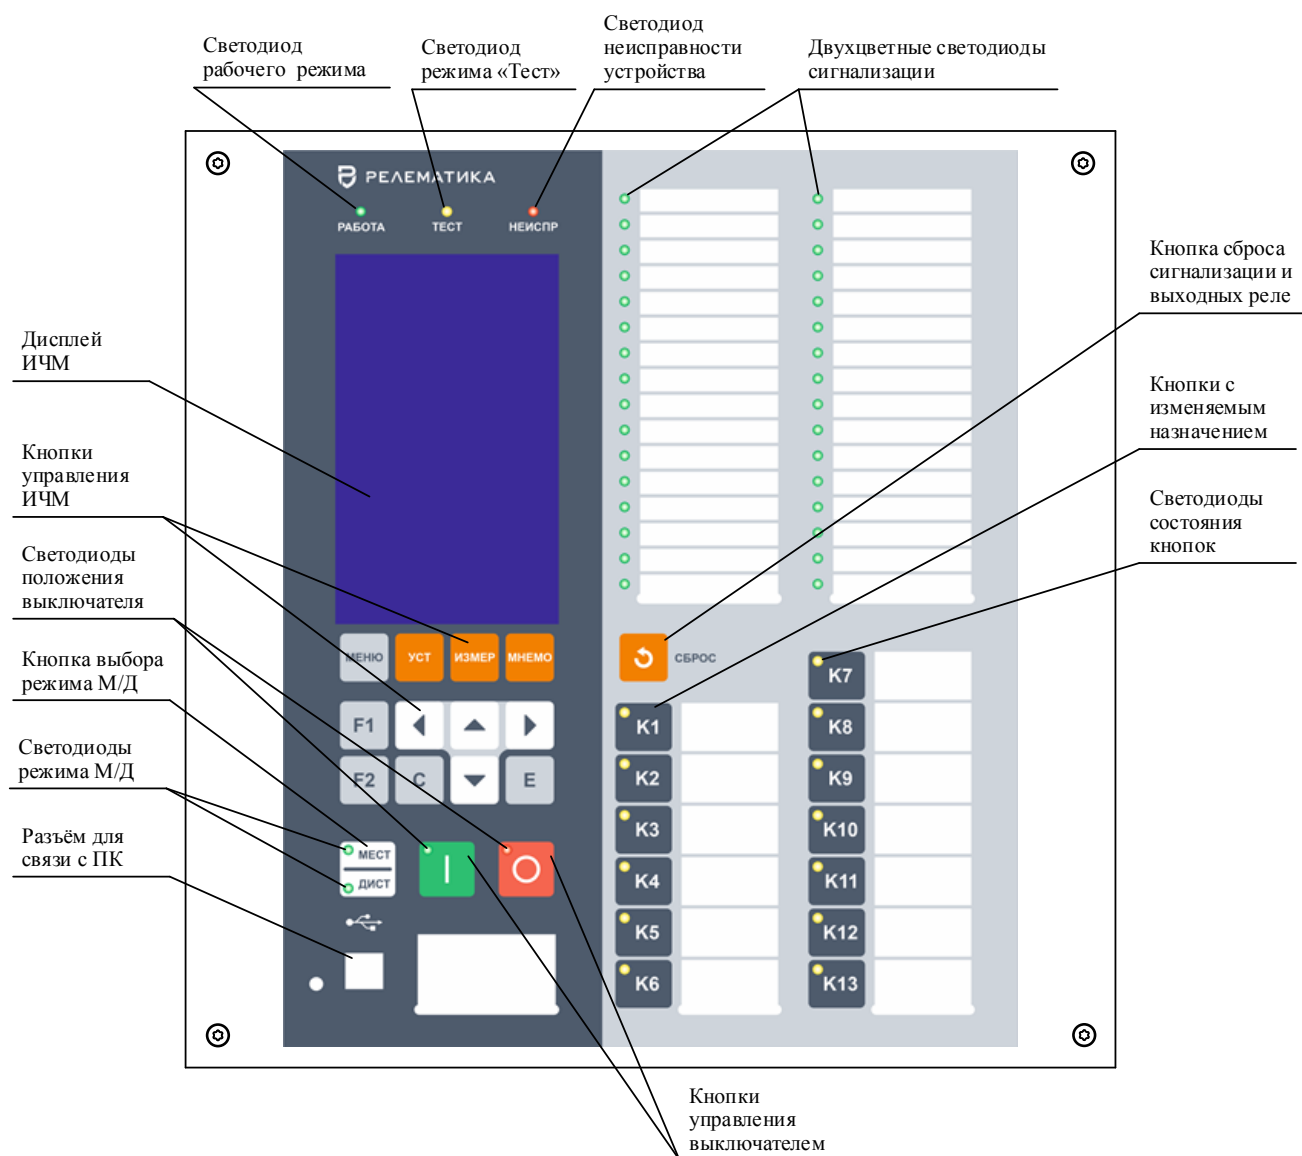 Светодиод
рабочего режима
Светодиод
режима «Тест»
Светодиод
неисправности
устройства
Двухцветные светодиоды
сигнализации
РЕЛЕМАТИКА
РАБОТА
ТЕСТ
НЕИСПР
Кнопка сброса
сигнализации и
выходных реле
Дисплей
ИЧМ
Кнопки с
изменяемым
назначением
Кнопки
управления
ИЧМ
Светодиоды
состояния
кнопок
Светодиоды
положения
выключателя
Кнопка выбора
режима М/Д
Светодиоды
режима М/Д
Разъём для
связи с ПК
МЕНЮ
УСТ
ИЗМЕР
МНЕМО
F1
F2
C
E
МЕСТ
ДИСТ
СБРОС
K1
K2
K3
K4
K5
K6
K7
K8
K9
K10
K11
K12
K13
Кнопки
управления
выключателем